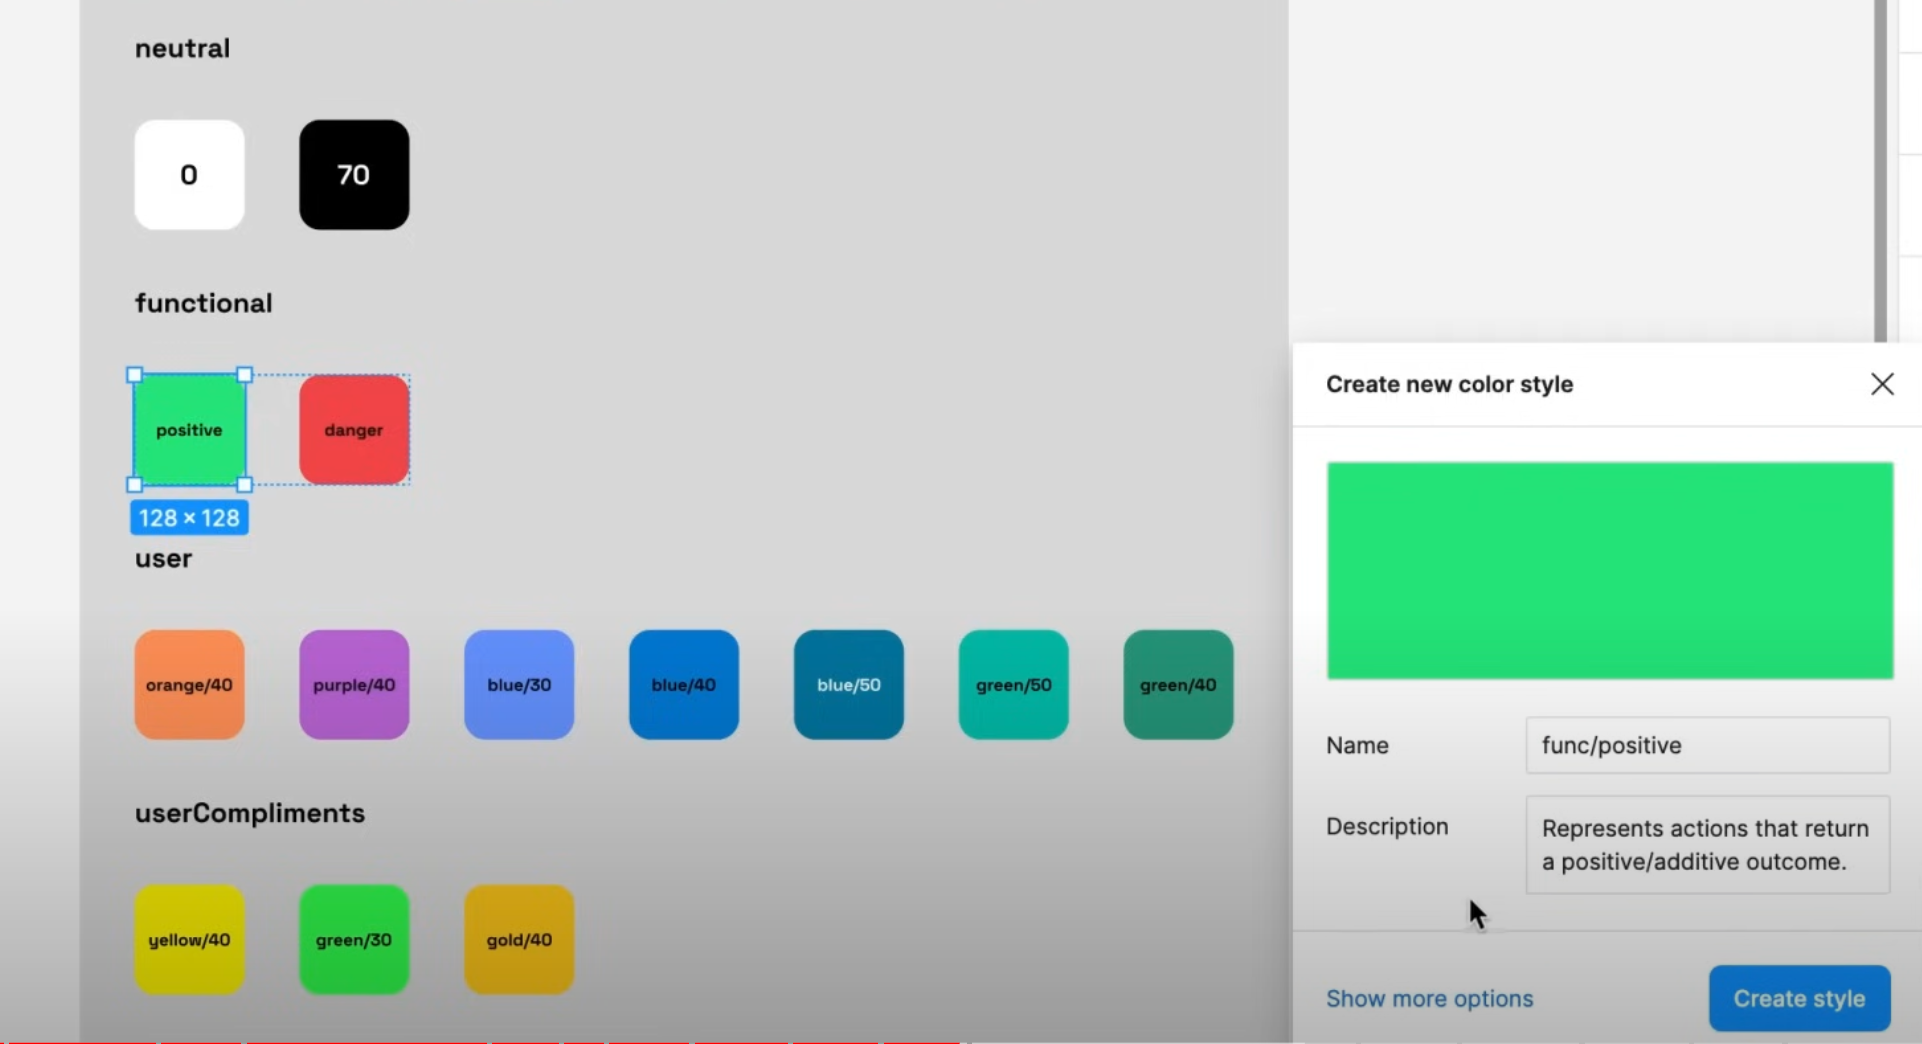 neutral
0
70
functional
positive
danger
128 × 128
user
orange/40
purple/40
blue/30
blue/40
blue/50
green/50
green/40
userCompliments
yellow/40
green/30
gold/40
Create new color style
Name
func/positive
Description
Represents actions that return
a positive/additive outcome.
Show more options
Create style